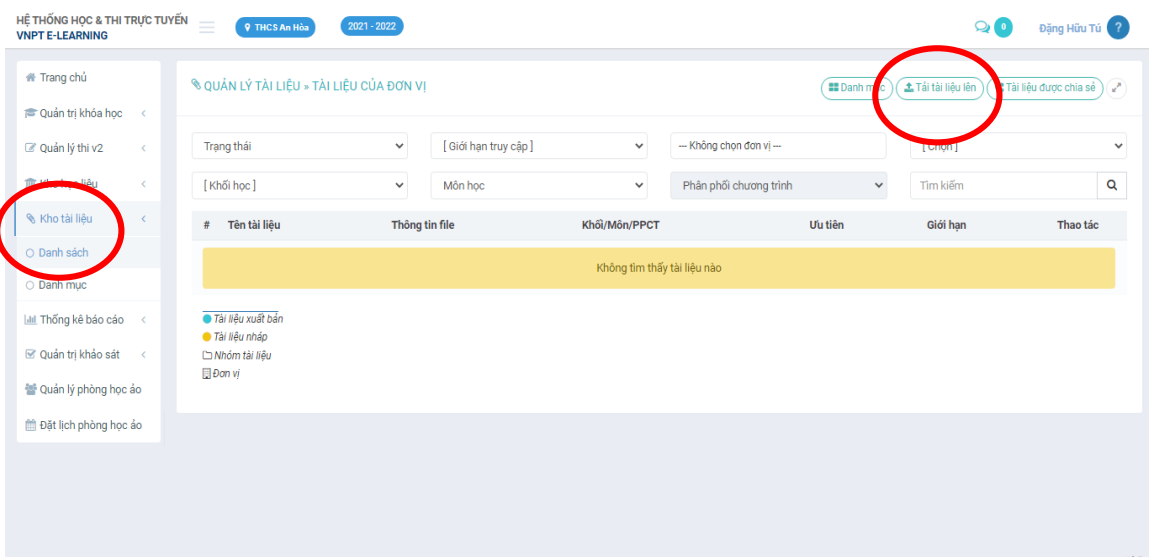 HỆ THỐNG HỌC & THI TRỰC TUYẾN
VNPT E-LEARNING
THCS An Hòa
2021 - 2022
0
Đặng Hữu Tú
?
Trang chủ
Quản trị khóa học
Quản lý thi v2
Kho học liệu
Kho tài liệu
Danh sách
Danh mục
Thống kê báo cáo
Quản trị khảo sát
Quản lý phòng học ảo
Đặt lịch phòng học ảo
QUẢN LÝ TÀI LIỆU » TÀI LIỆU CỦA ĐƠN VỊ
Danh mục
Tải tài liệu lên
Tài liệu được chia sẻ
Trạng thái
[ Giới hạn truy cập ]
--- Không chọn đơn vị ---
[ Chọn ]
[ Khối học ]
Môn học
Phân phối chương trình
Tìm kiếm
# Tên tài liệu Thông tin file Khối/Môn/PPCT Ưu tiên Giới hạn Thao tác
Không tìm thấy tài liệu nào
Tài liệu xuất bản
Tài liệu nháp
Nhóm tài liệu
Đơn vị